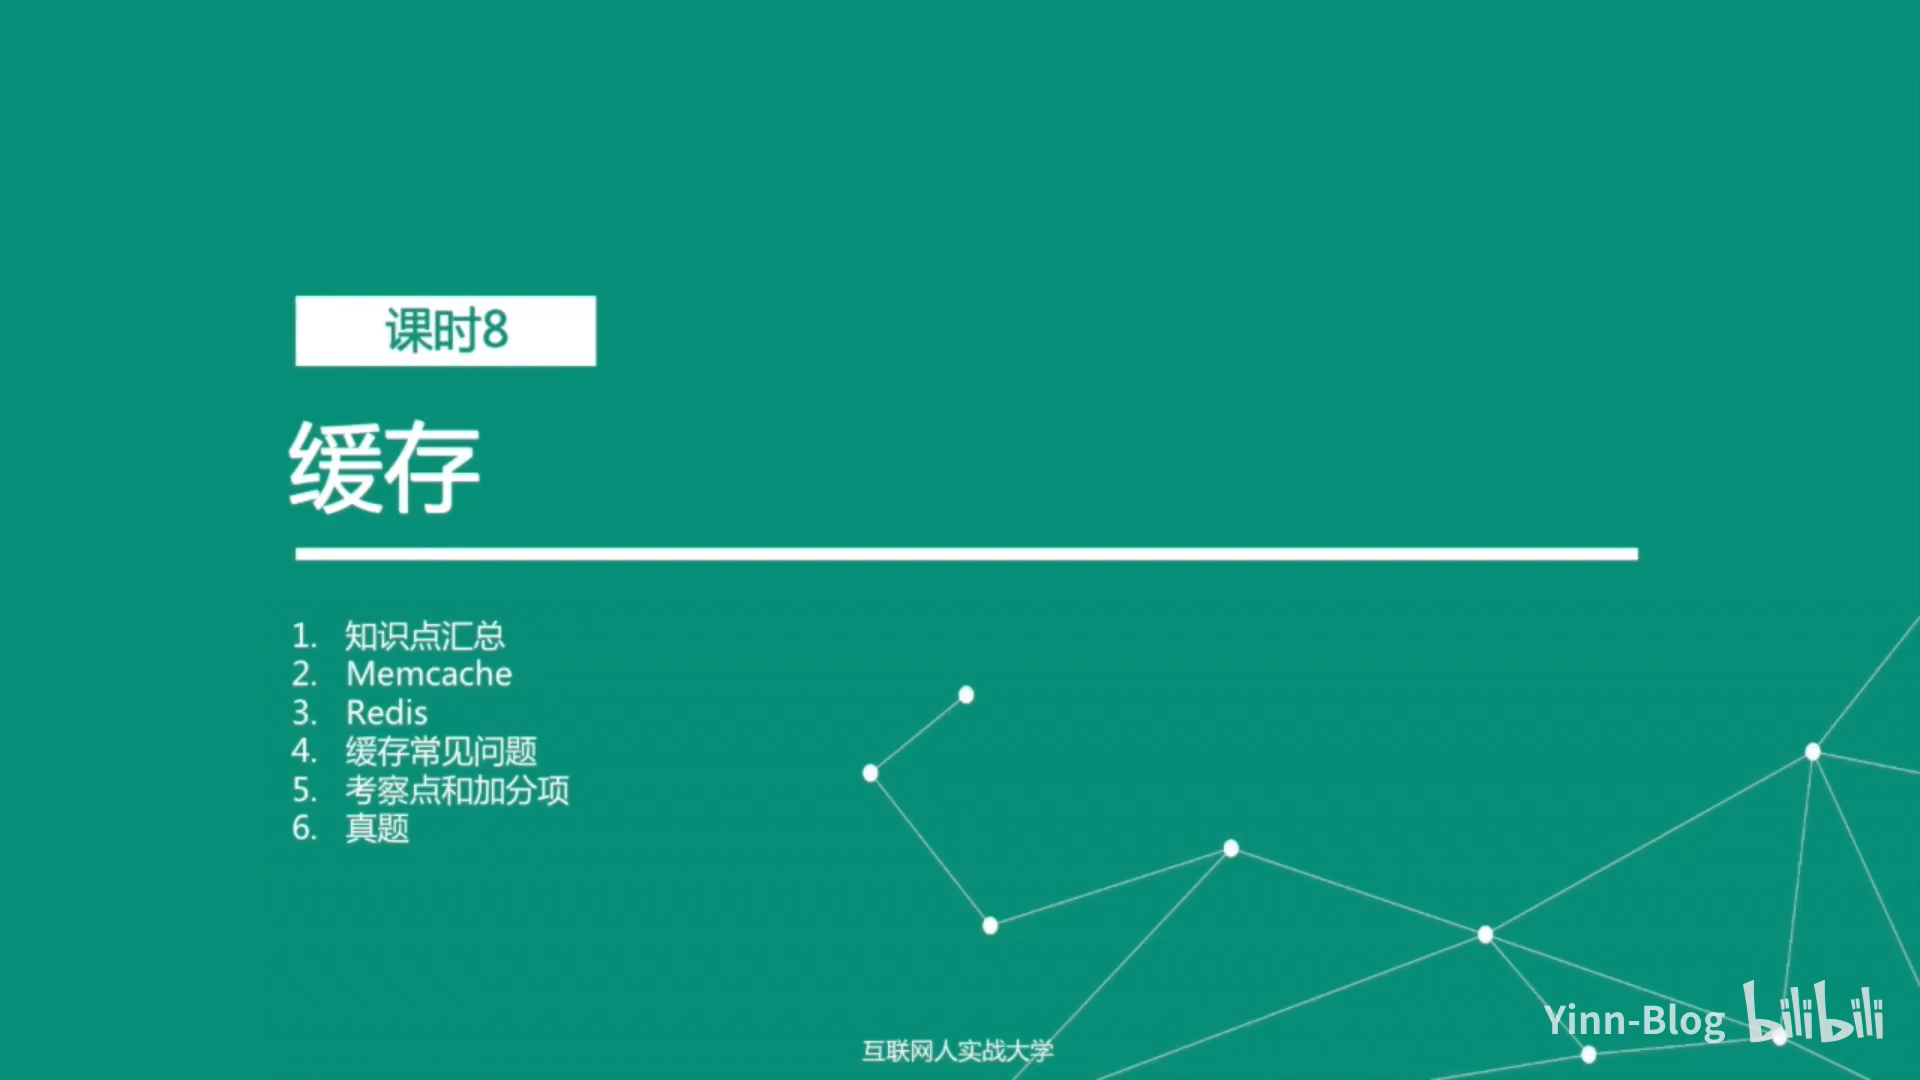 课时8
缓存
1. 知识点汇总
2. Memcache
3. Redis
4. 缓存常见问题
5. 考察点和加分项
6. 真题
互联网人实战大学
Yinn-Blog bilibili